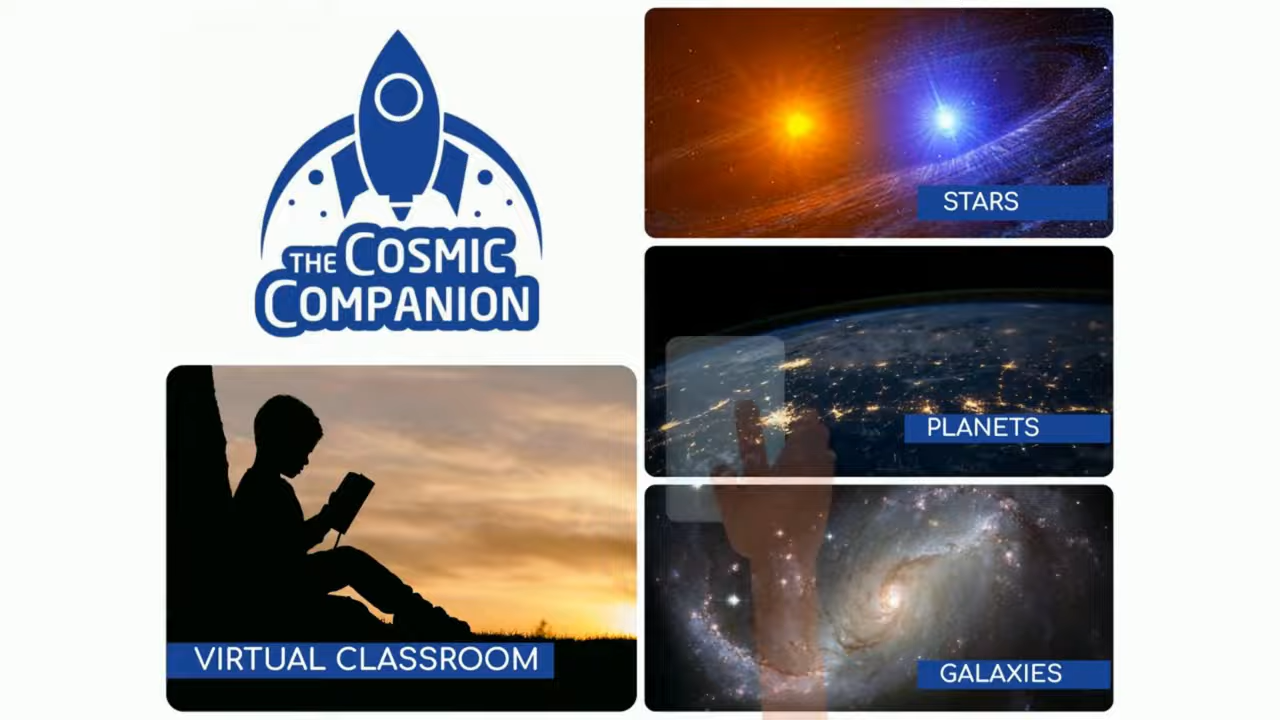 THE COSMIC
COMPANION
STARS
PLANETS
VIRTUAL CLASSROOM
GALAXIES